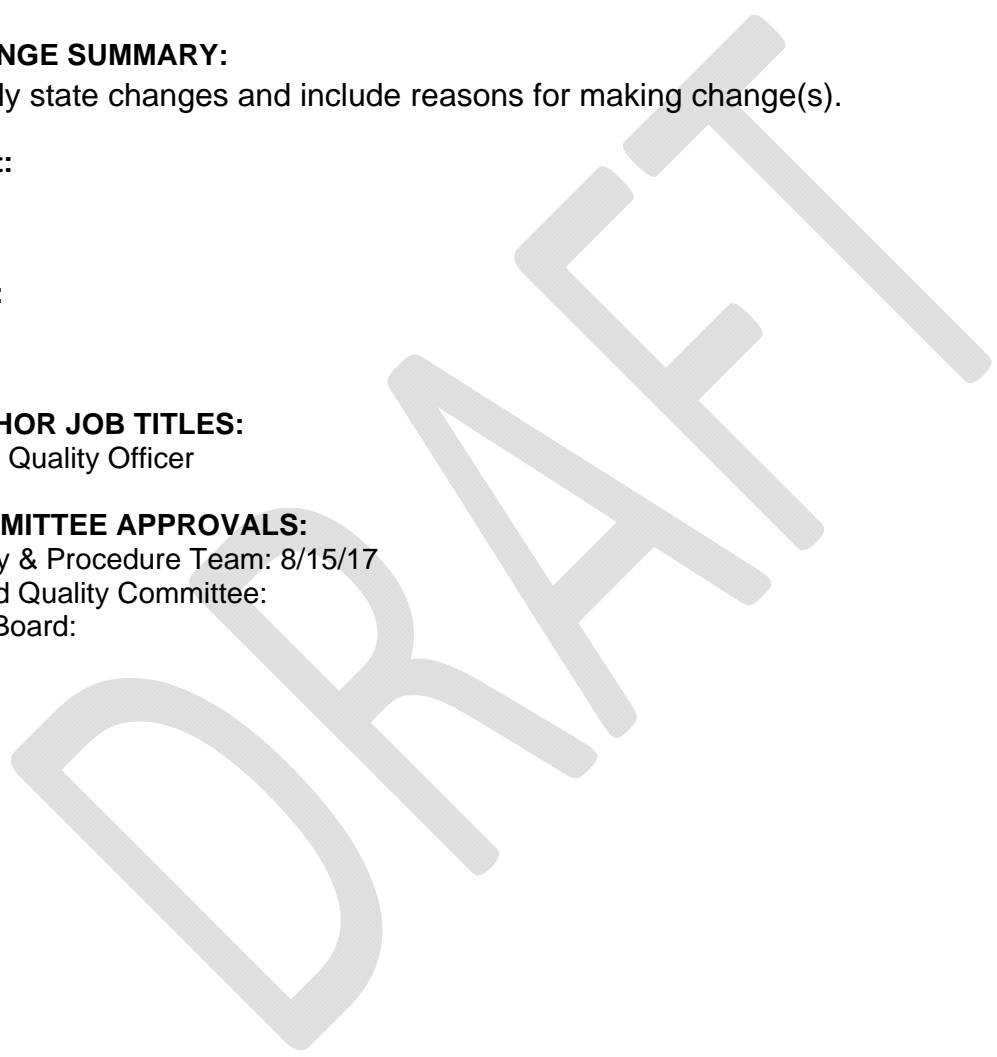 NGE SUMMARY:
ly state changes and include reasons for making change(s).
t:
:
HOR JOB TITLES:
Quality Officer
MITTEE APPROVALS:
y & Procedure Team: 8/15/17
d Quality Committee:
Board:
DRAFT